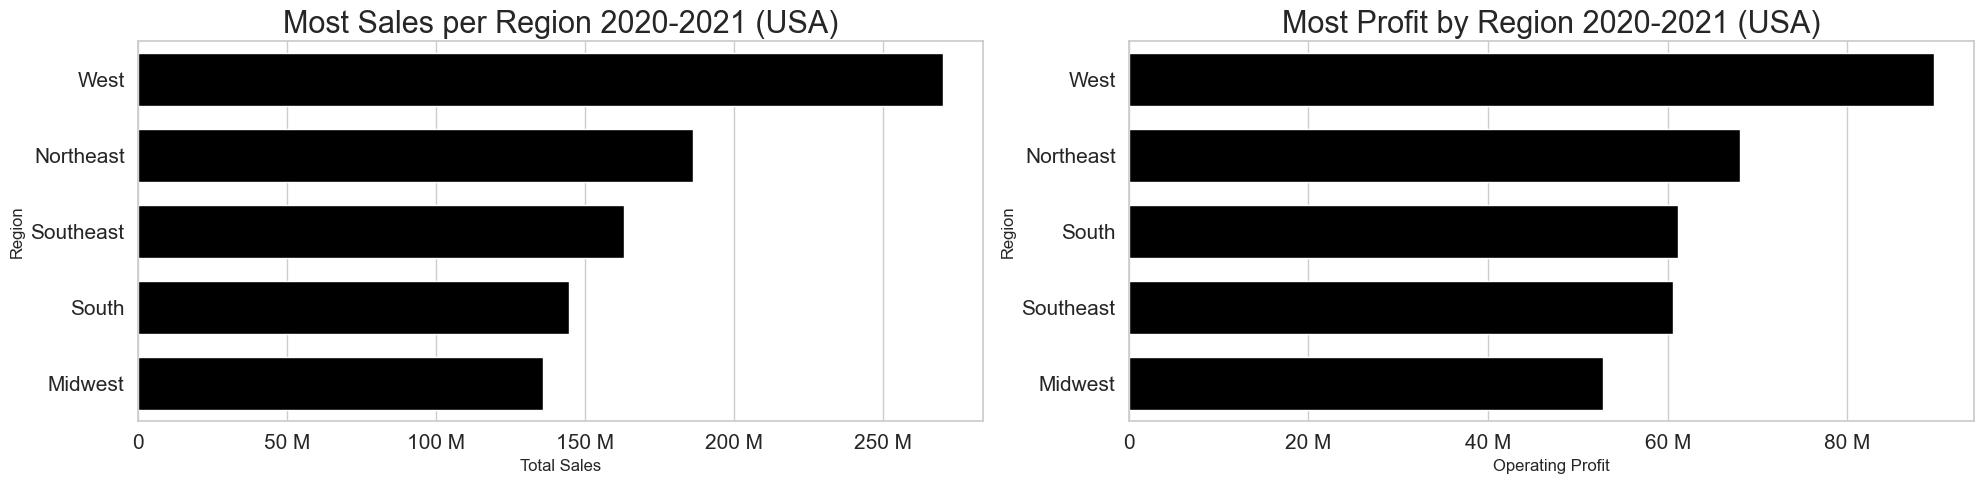 Most Sales per Region 2020-2021 (USA)
Region
West
Northeast
Southeast
South
Midwest
0 50 M 100 M 150 M 200 M 250 M
Total Sales
Most Profit by Region 2020-2021 (USA)
Region
West
Northeast
South
Southeast
Midwest
0 20 M 40 M 60 M 80 M
Operating Profit